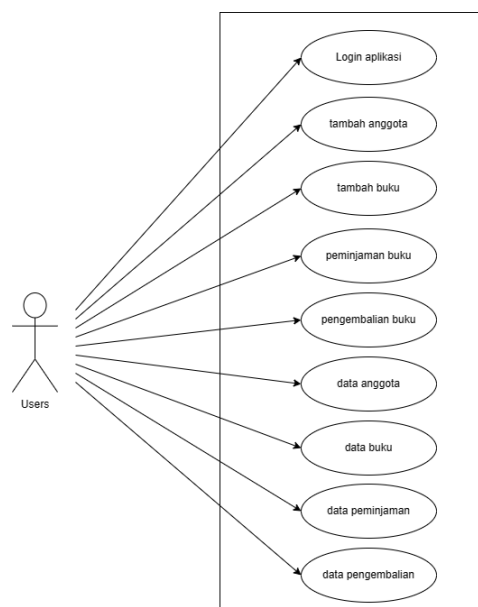 Login aplikasi
tambah anggota
tambah buku
peminjaman buku
pengembalian buku
Users
data anggota
data buku
data peminjaman
data pengembalian